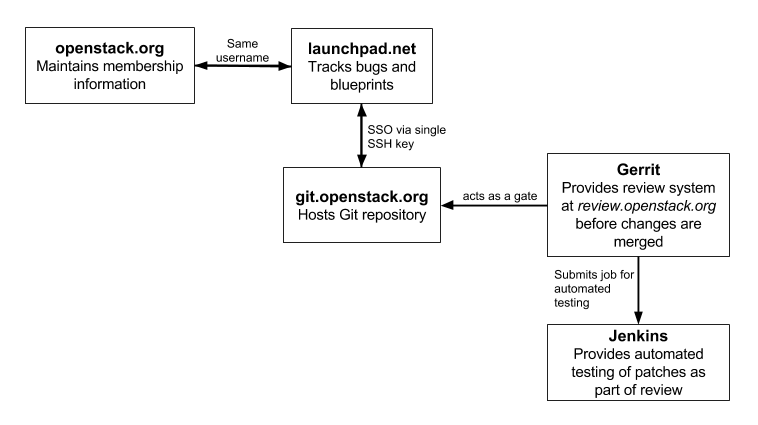 openstack.org
Maintains membership
information
Same
username
launchpad.net
Tracks bugs and
blueprints
SSO via single
SSH key
git.openstack.org
Hosts Git repository
acts as a gate
Gerrit
Provides review system
at review.openstack.org
before changes are
merged
Submits job for
automated
testing
Jenkins
Provides automated
testing of patches as
part of review